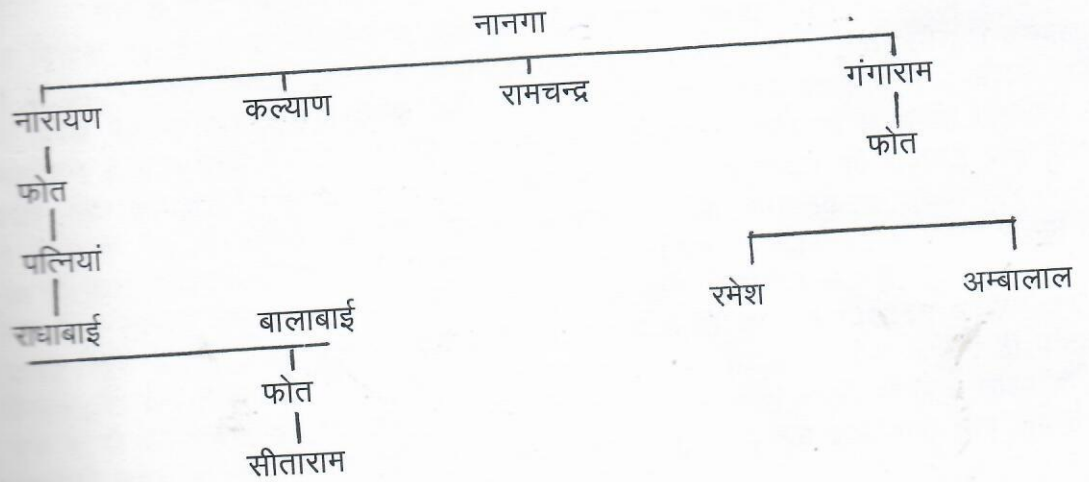 नानगा
नारायण कल्याण रामचन्द्र गंगाराम
फोत फोत
पत्नियां
रमेश अम्बालाल
राधाबाई बालाबाई
फोत
सीताराम